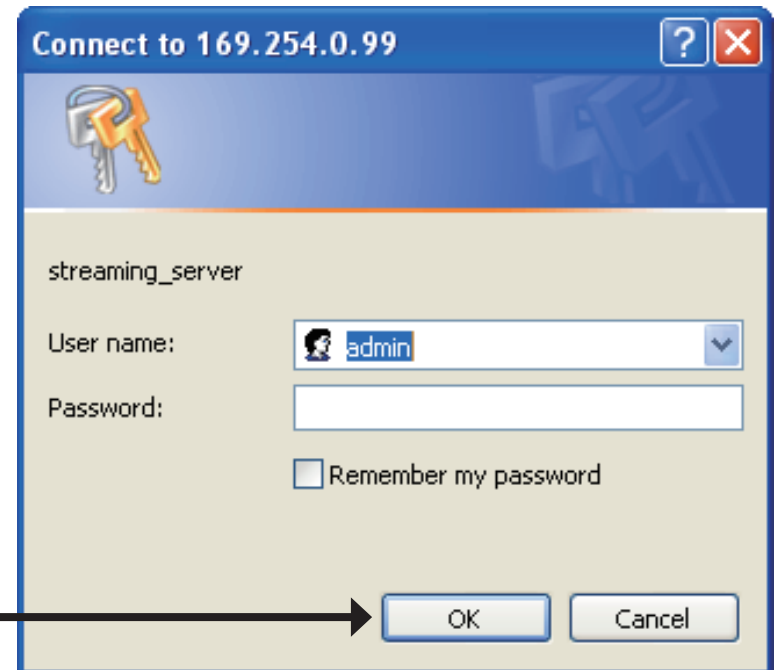 Connect to 169.254.0.99
?
streaming_server
User name:
admin
Password:
Remember my password
OK
Cancel